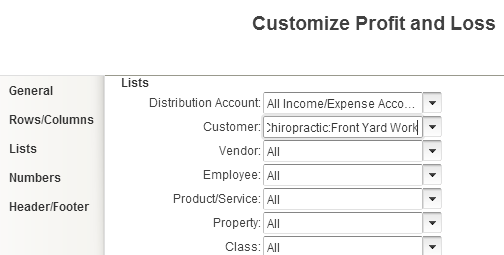 Customize Profit and Loss
General
Rows/Columns
Lists
Numbers
Header/Footer
Lists
Distribution Account: All Income/Expense Acco...
Customer: Chiropractic:Front Yard Work
Vendor: All
Employee: All
Product/Service: All
Property: All
Class: All